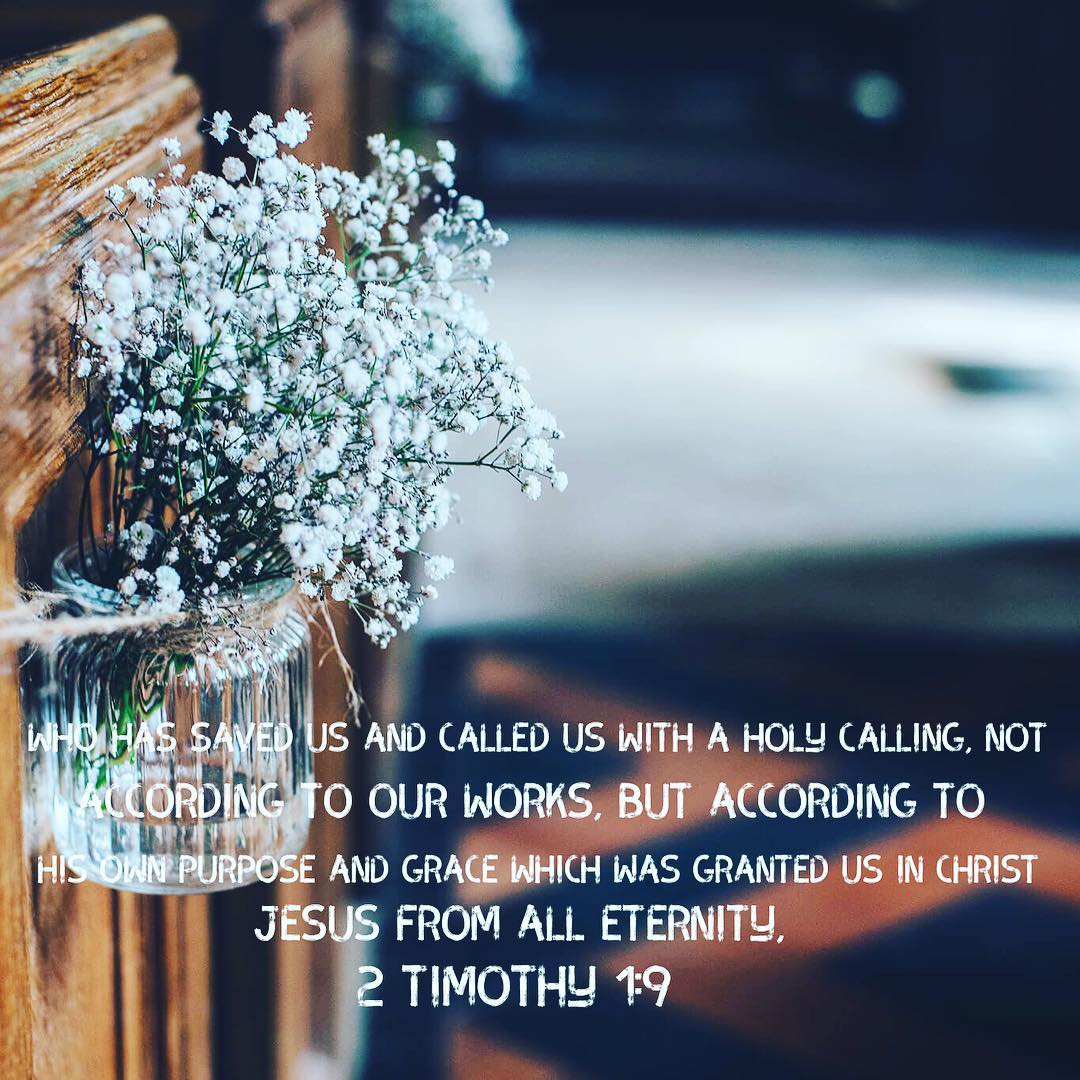 WHO HAS SAVED US AND CALLED US WITH A HOLY CALLING, NOT
ACCORDING TO OUR WORKS, BUT ACCORDING TO
HIS OWN PURPOSE AND GRACE WHICH WAS GRANTED US IN CHRIST
JESUS FROM ALL ETERNITY,
2 TIMOTHY 1:9